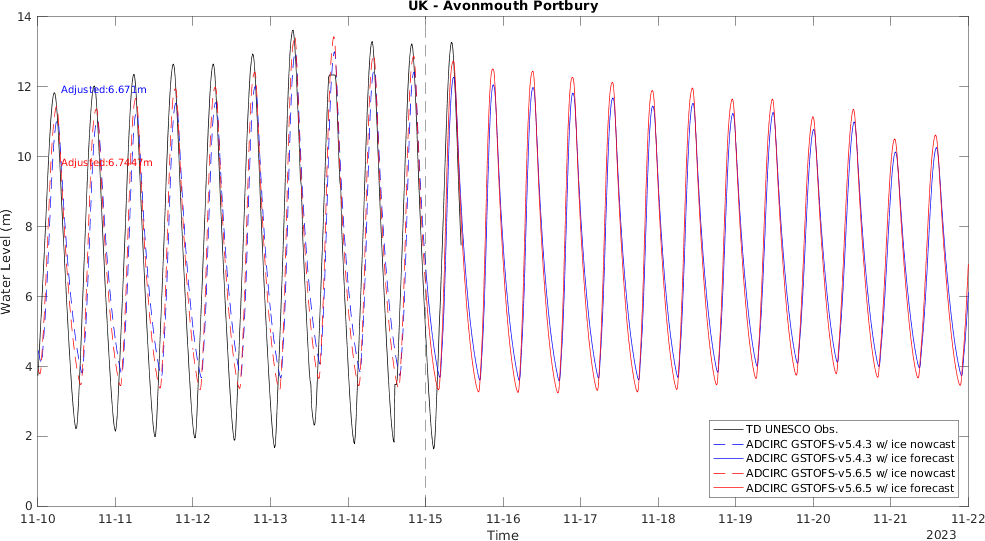 UK - Avonmouth Portbury
14
12
10
8
6
4
2
0
Water Level (m)
Adjusted:6.671m
Adjusted:6.7447m
TD UNESCO Obs.
ADCIRC GSTOFS-v5.4.3 w/ ice nowcast
ADCIRC GSTOFS-v5.4.3 w/ ice forecast
ADCIRC GSTOFS-v5.6.5 w/ ice nowcast
ADCIRC GSTOFS-v5.6.5 w/ ice forecast
11-10 11-11 11-12 11-13 11-14 11-15 11-16 11-17 11-18 11-19 11-20 11-21 11-22
Time
2023